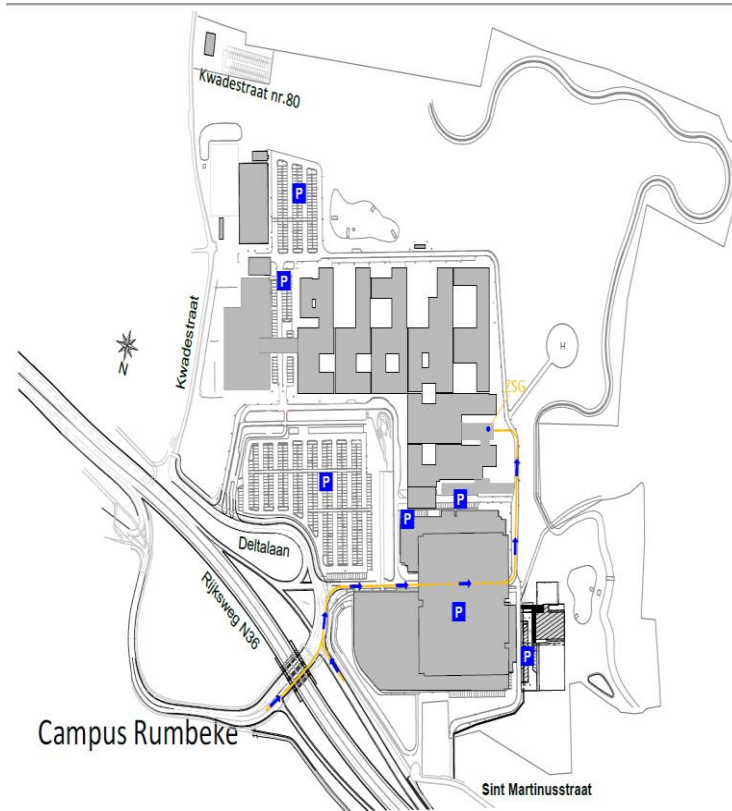 Kwadestraat nr.80
P
P
Kwadestraat
N
H
ZSG
P
P
P
Deltalaan
Rijksweg N36
P
P
Campus Rumbeke
Sint Martinusstraat